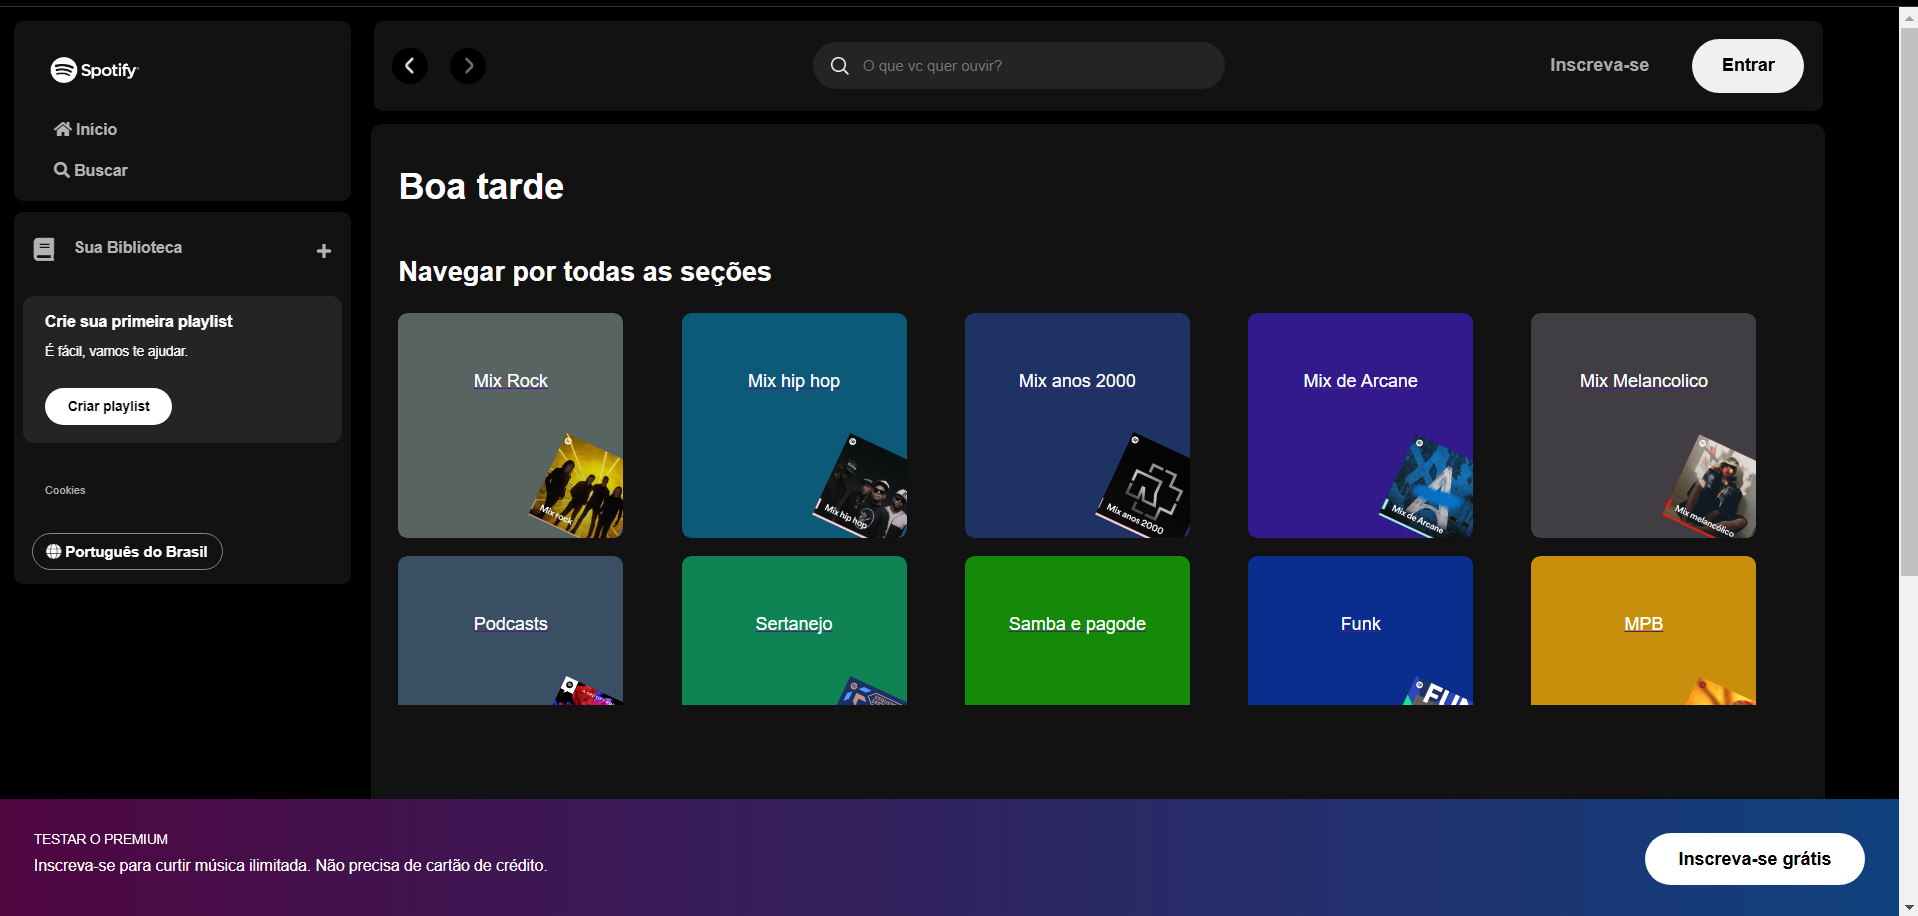 Spotify
Início
Buscar
Sua Biblioteca
Crie sua primeira playlist
É fácil, vamos te ajudar.
Criar playlist
Cookies
Português do Brasil
O que vc quer ouvir?
Inscreva-se
Entrar
Boa tarde
Navegar por todas as seções
Mix Rock
Mix rock
Mix hip hop
Mix hip hop
Mix anos 2000
Mix anos 2000
Mix de Arcane
Mix de Arcane
Mix Melancolico
Mix melancólico
Podcasts
Sertanejo
Samba e pagode
Funk
MPB
TESTAR O PREMIUM
Inscreva-se para curtir música ilimitada. Não precisa de cartão de crédito.
Inscreva-se grátis